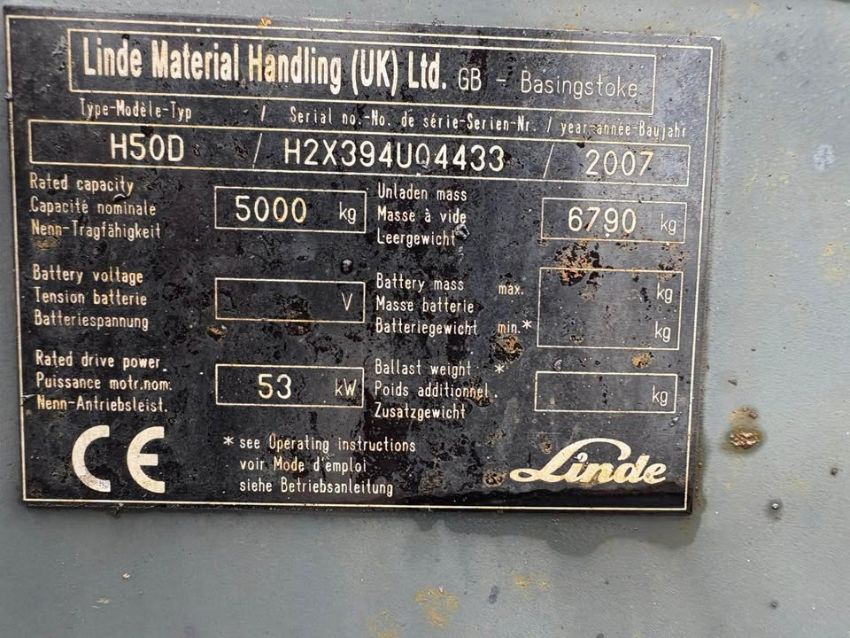 Linde Material Handling (UK) Ltd. GB - Basingstoke
Type-Modèle-Typ / Serial no.-No. de série-Serien-Nr. / year-année-Baujahr
H50D / H2X394U04433 / 2007
Rated capacity
Capacité nominale
Nenn-Tragfähigkeit
5000 kg
Unladen mass
Masse à vide
Leergewicht
6790 kg
Battery voltage
Tension batterie
Batteriespannung
V
Battery mass max.
Masse batterie
Batteriegewicht min.*
kg
kg
Rated drive power
Puissance motr.nom.
Nenn-Antriebsleist.
53 kW
Ballast weight *
Poids additionnel.
Zusatzgewicht
kg
CE
* see Operating instructions
voir Mode d'emploi
siehe Betriebsanleitung
Linde